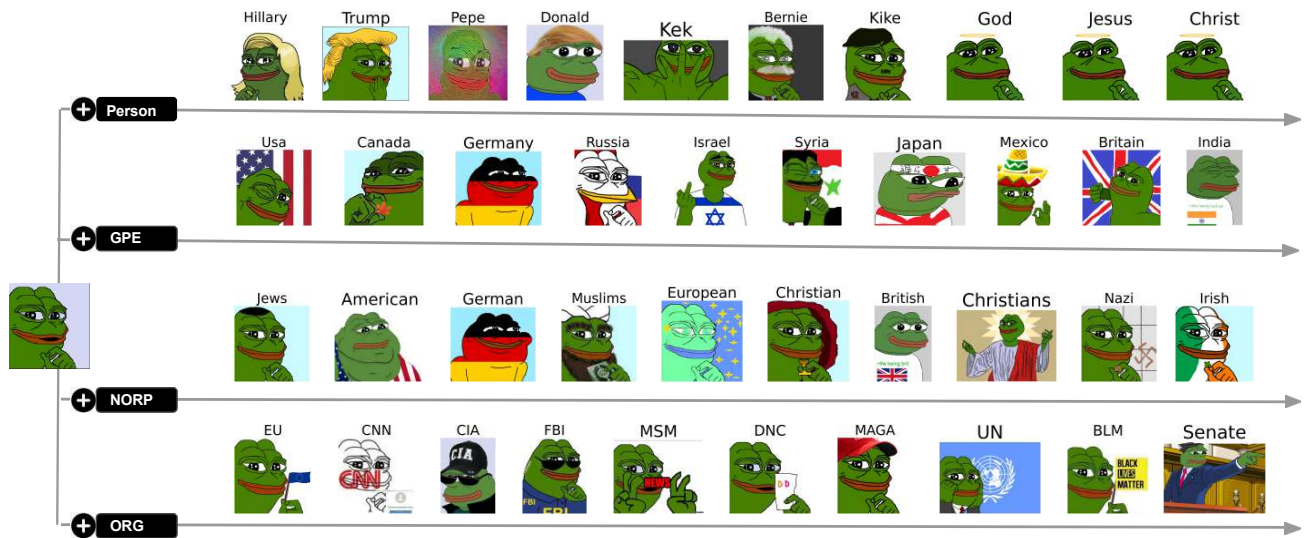 Hillary Trump Pepe Donald Kek Bernie Kike God Jesus Christ
+ Person
Usa Canada Germany Russia Israel Syria Japan Mexico Britain India
+ GPE
Jews American German Muslims European Christian British Christians Nazi Irish
+ NORP
EU CNN CIA FBI MSM DNC MAGA UN BLM Senate
CNN
CIA
FBI
FBI
NEWS
D D
BLACK
LIVES
MATTER
+ ORG